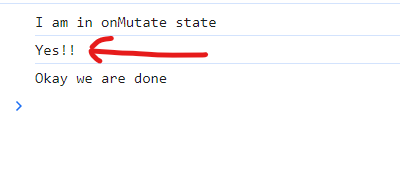 I am in onMutate state
Yes!!
Okay we are done